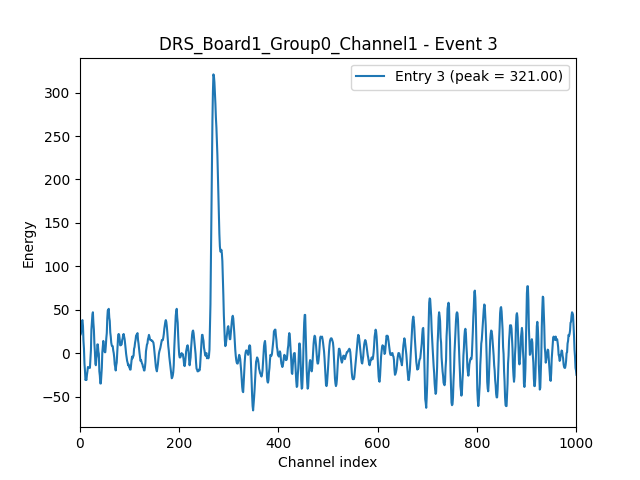 DRS_Board1_Group0_Channel1 - Event 3
Entry 3 (peak = 321.00)
300
250
200
150
100
50
0
−50
Energy
0 200 400 600 800 1000
Channel index